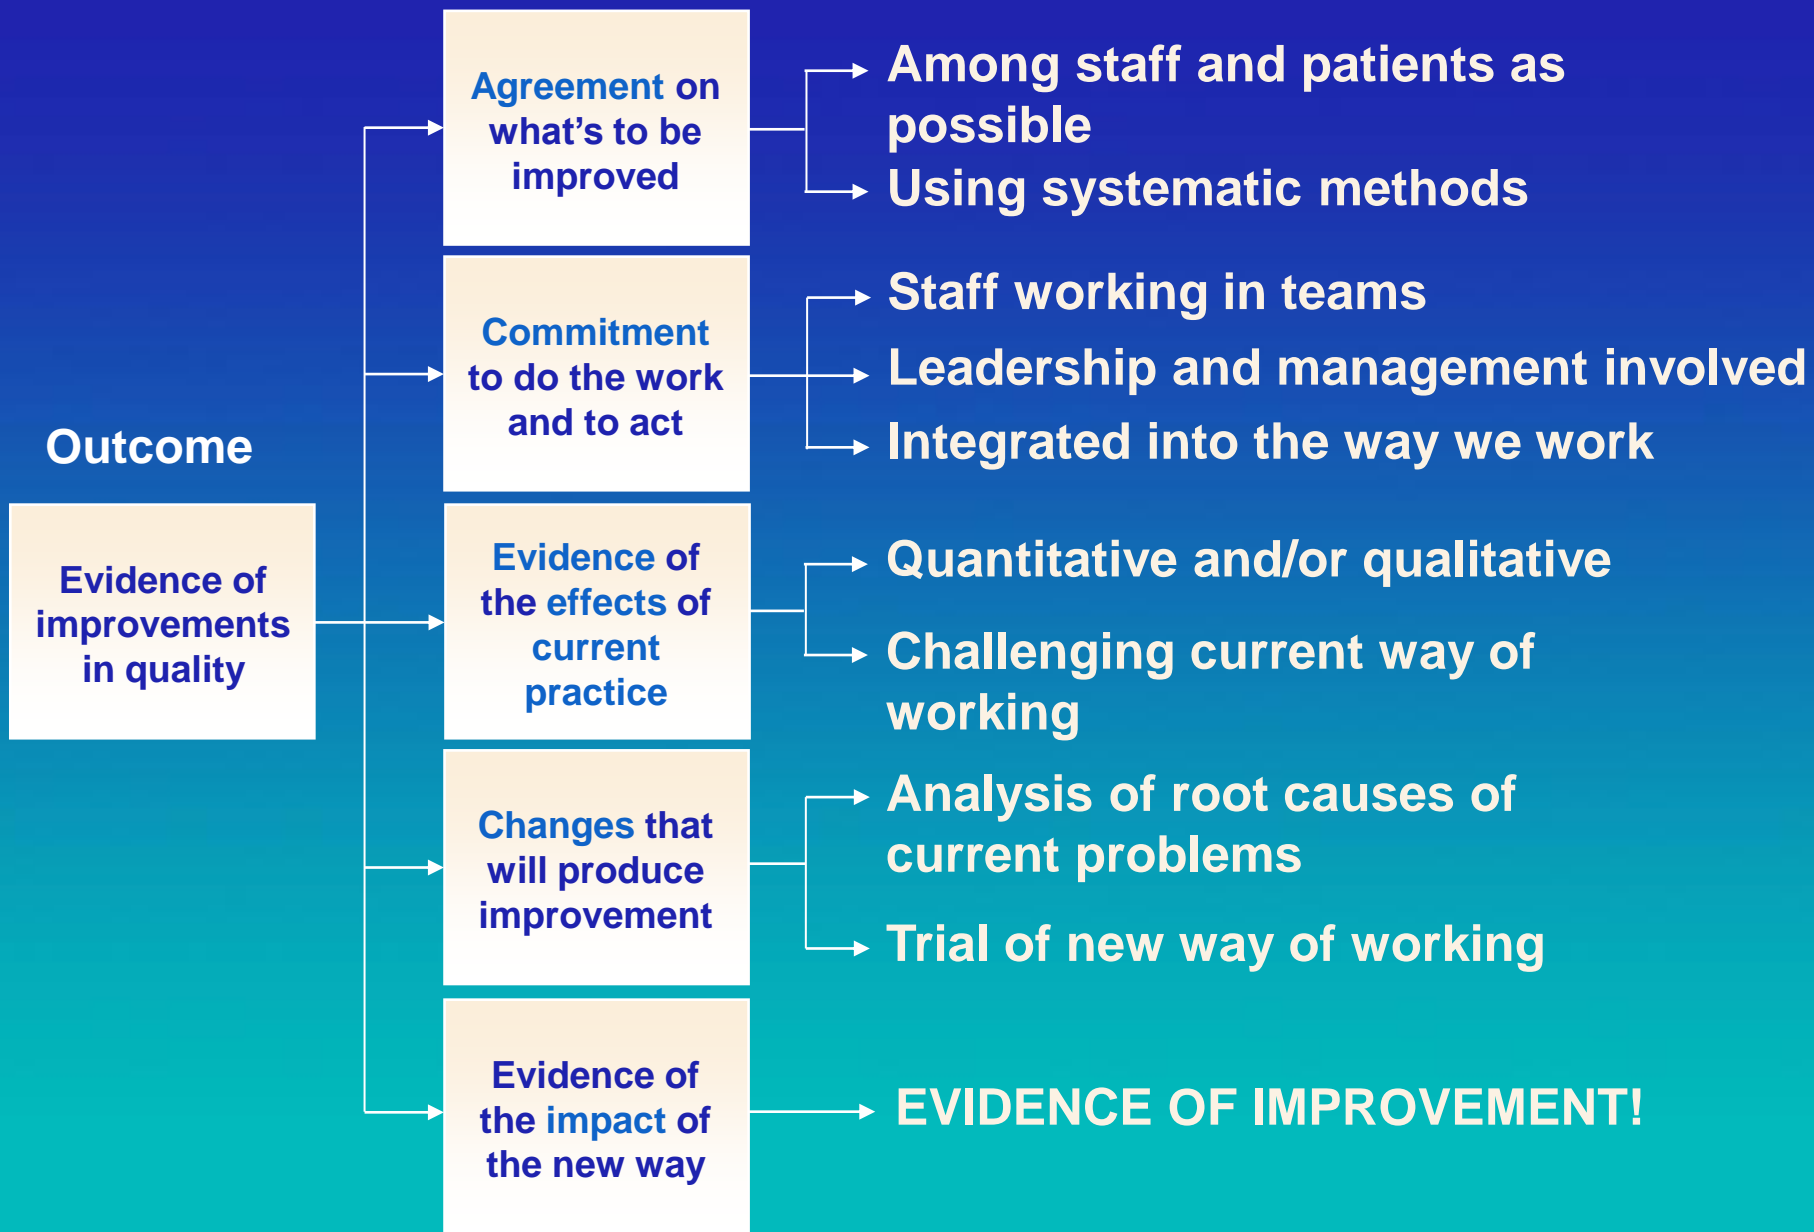 Outcome
Evidence of
improvements
in quality
Agreement on
what’s to be
improved
Among staff and patients as
possible
Using systematic methods
Commitment
to do the work
and to act
Staff working in teams
Leadership and management involved
Integrated into the way we work
Evidence of
the effects of
current
practice
Quantitative and/or qualitative
Challenging current way of
working
Changes that
will produce
improvement
Analysis of root causes of
current problems
Trial of new way of working
Evidence of
the impact of
the new way
EVIDENCE OF IMPROVEMENT!